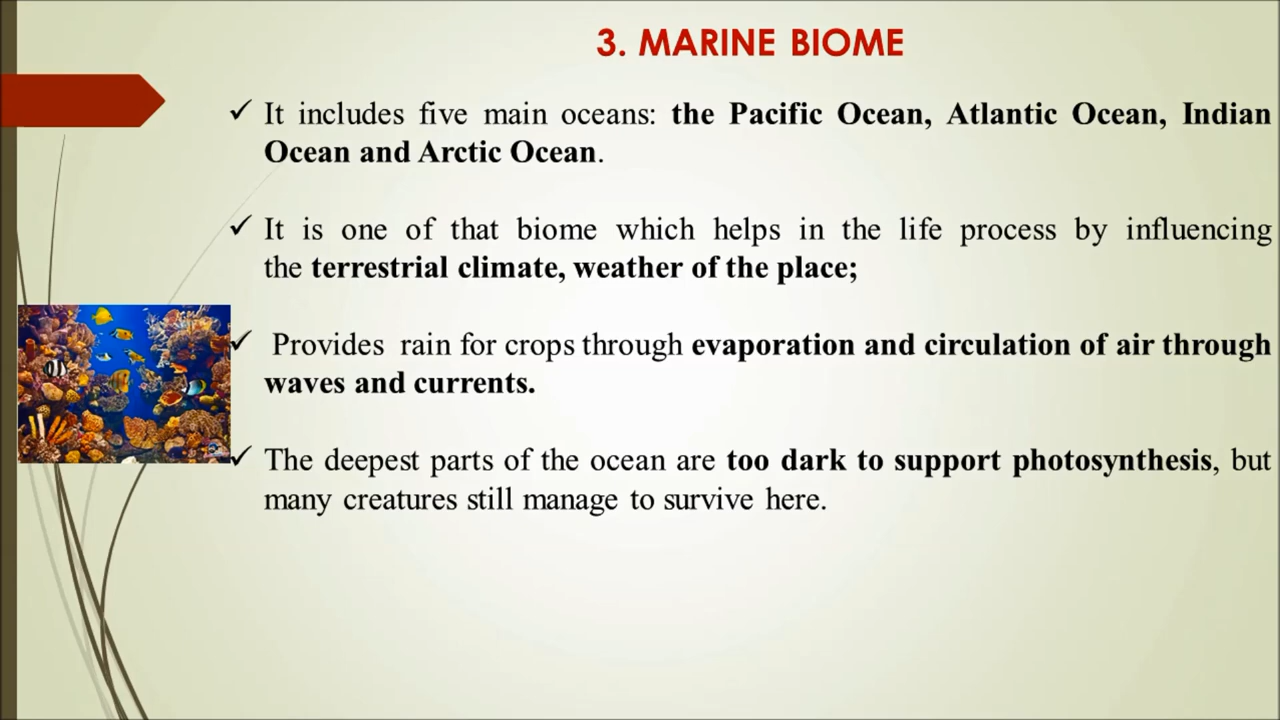 3. MARINE BIOME
✓ It includes five main oceans: the Pacific Ocean, Atlantic Ocean, Indian
Ocean and Arctic Ocean.
✓ It is one of that biome which helps in the life process by influencing
the terrestrial climate, weather of the place;
✓ Provides rain for crops through evaporation and circulation of air through
waves and currents.
✓ The deepest parts of the ocean are too dark to support photosynthesis, but
many creatures still manage to survive here.